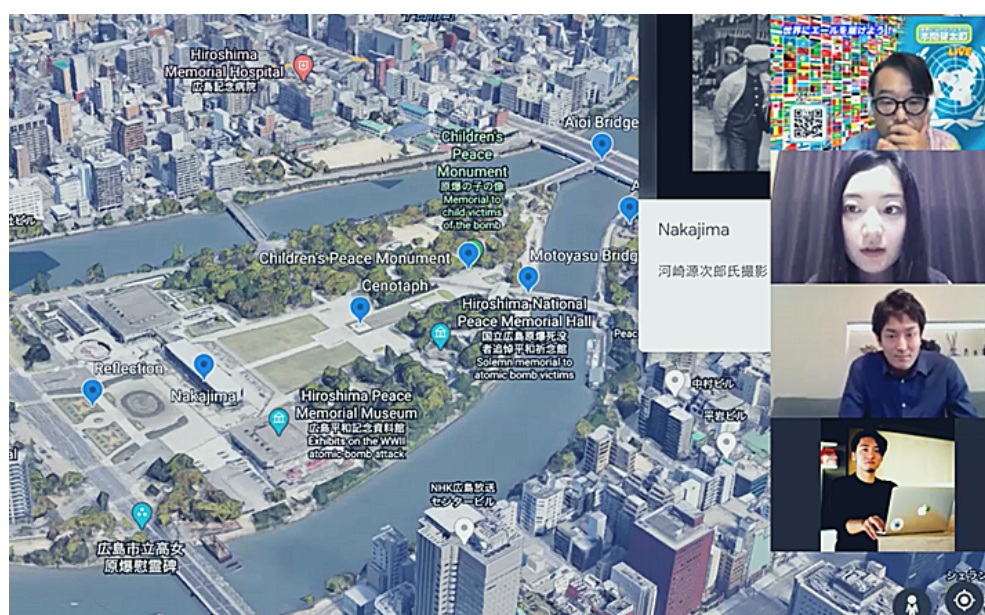 Hiroshima
Memorial Hospital
広島記念病院
Children's
Peace
Monument
原爆の子の像
Memorial to
child victims
of the bomb
Aioi Bridge
Children's Peace Monument
Motoyasu Bridg
Cenotaph
Hiroshima National
Peace Memorial Hall
国立広島原爆死没
者追悼平和祈念館
Solemn memorial to
atomic bomb victims
Peac
Reflection
Nakajima
Hiroshima Peace
Memorial Museum
広島平和記念資料館
Exhibits on the WWII
atomic bomb attack
中村ビル
平岩ビル
NHK広島放送
センタービル
広島市立高女
原爆慰霊碑
シェラン
Nakajima
河崎源次郎氏撮影
世界にエールを届けよう!
LIVE